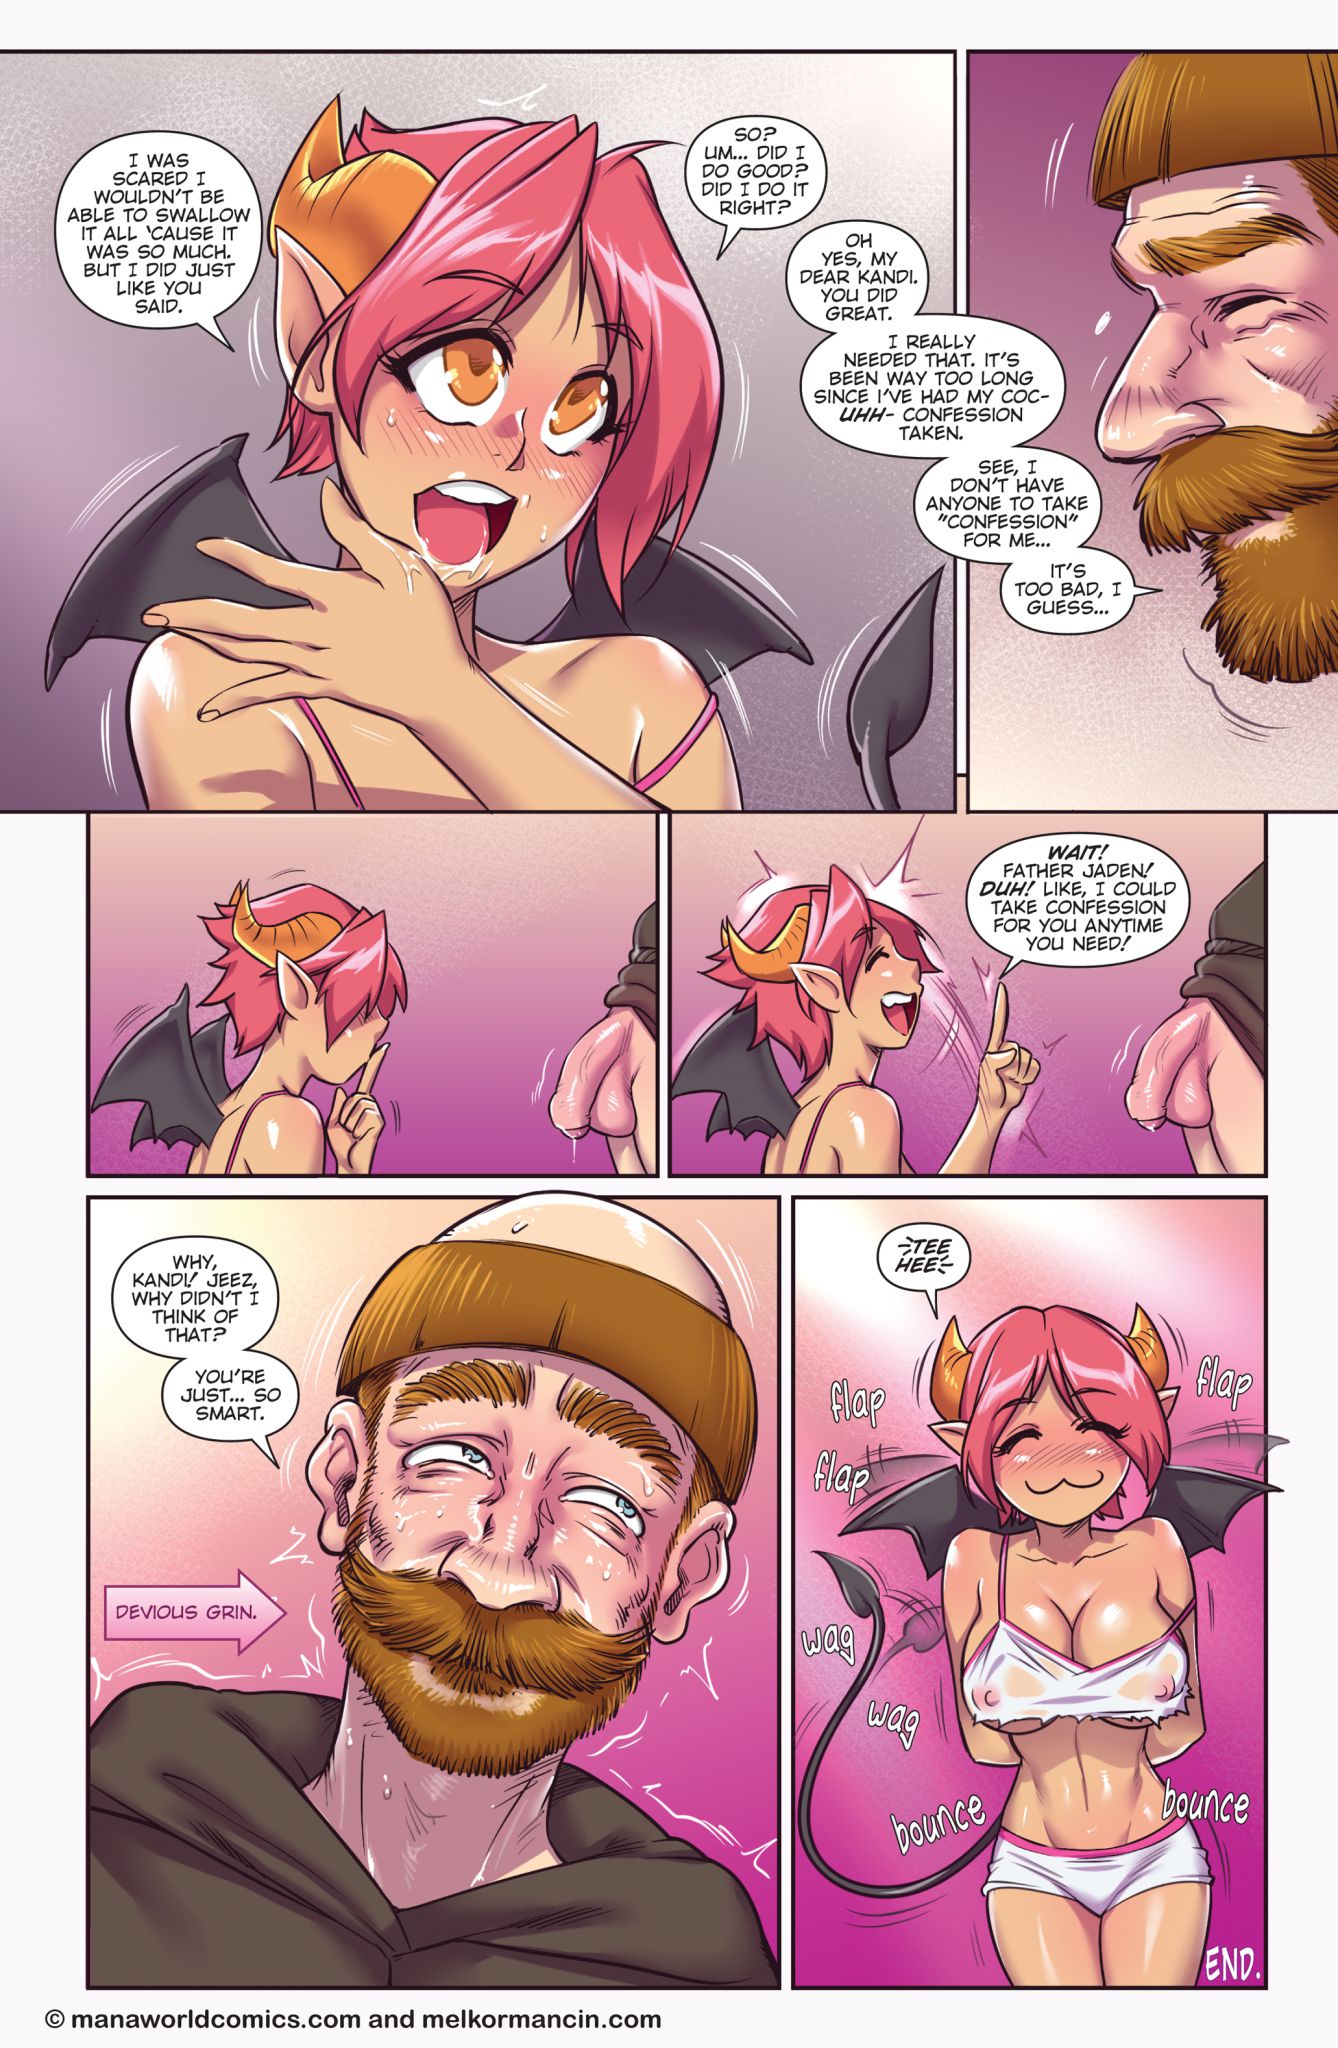 I WAS
SCARED I
WOULDN'T BE
ABLE TO SWALLOW
IT ALL 'CAUSE IT
WAS SO MUCH.
BUT I DID JUST
LIKE YOU
SAID.
SO?
UM... DID I
DO GOOD?
DID I DO IT
RIGHT?
OH
YES, MY
DEAR KANDI.
YOU DID
GREAT.
I REALLY
NEEDED THAT. IT'S
BEEN WAY TOO LONG
SINCE I'VE HAD MY COC-
UHH- CONFESSION
TAKEN.
SEE, I
DON'T HAVE
ANYONE TO TAKE
"CONFESSION"
FOR ME...
IT'S
TOO BAD, I
GUESS...
WAIT!
FATHER JADEN!
DUH! LIKE, I COULD
TAKE CONFESSION
FOR YOU ANYTIME
YOU NEED!
WHY,
KANDI! JEEZ,
WHY DIDN'T I
THINK OF
THAT?
YOU'RE
JUST... SO
SMART.
DEVIOUS GRIN.
TEE
HEE
flap
flap
flap
wag
wag
bounce
bounce
END.
© manaworldcomics.com and melkormancin.com